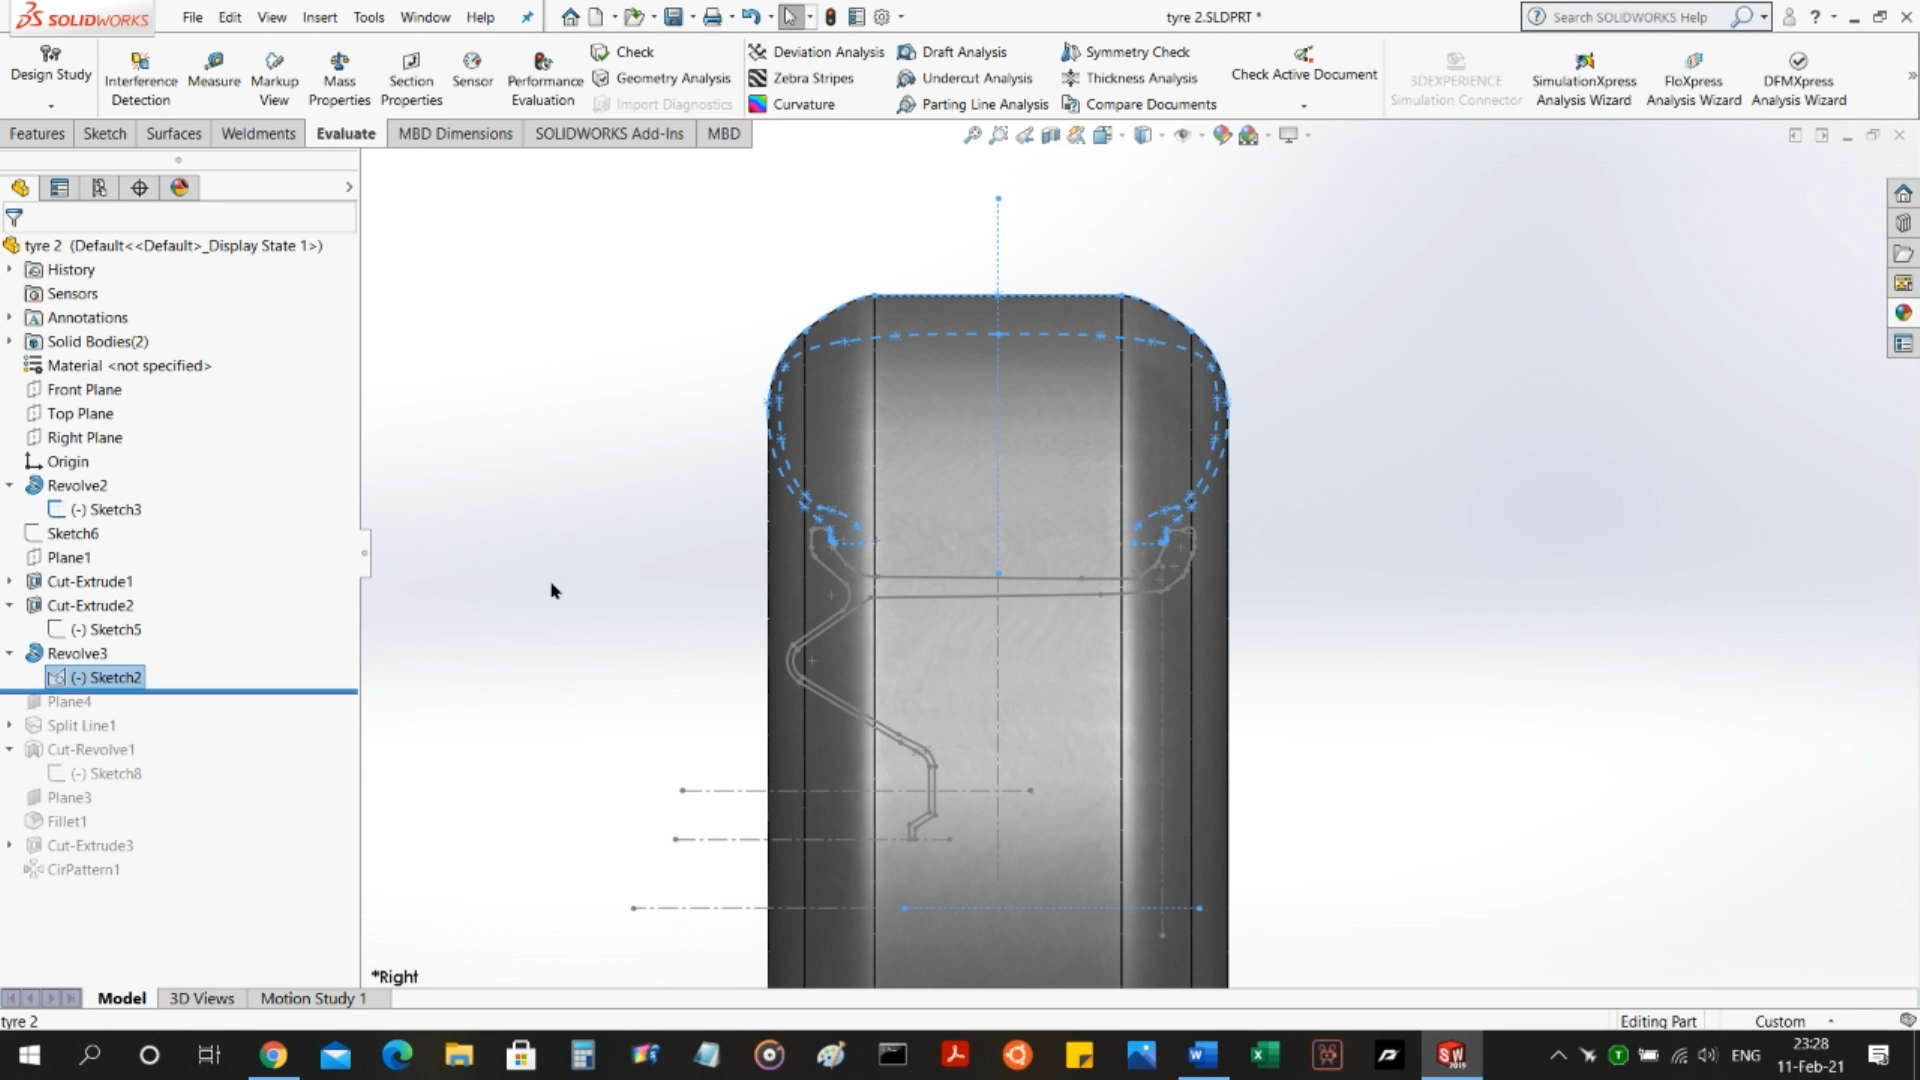 SOLIDWORKS
File Edit View Insert Tools Window Help
tyre 2.SLDPRT *
Search SOLIDWORKS Help
Design Study
Interference Detection
Measure
Markup View
Mass Properties
Section Properties
Sensor
Performance Evaluation
Check
Geometry Analysis
Import Diagnostics
Deviation Analysis
Zebra Stripes
Curvature
Draft Analysis
Undercut Analysis
Parting Line Analysis
Symmetry Check
Thickness Analysis
Compare Documents
Check Active Document
3DEXPERIENCE Simulation Connector
SimulationXpress Analysis Wizard
FloXpress Analysis Wizard
DFMXpress Analysis Wizard
Features Sketch Surfaces Weldments Evaluate MBD Dimensions SOLIDWORKS Add-Ins MBD
tyre 2 (Default<<Default>_Display State 1>)
History
Sensors
Annotations
Solid Bodies(2)
Material <not specified>
Front Plane
Top Plane
Right Plane
Origin
Revolve2
(-) Sketch3
Sketch6
Plane1
Cut-Extrude1
Cut-Extrude2
(-) Sketch5
Revolve3
(-) Sketch2
Plane4
Split Line1
Cut-Revolve1
(-) Sketch8
Plane3
Fillet1
Cut-Extrude3
CirPattern1
*Right
Model 3D Views Motion Study 1
tyre 2
Editing Part
Custom
ENG
23:28
11-Feb-21